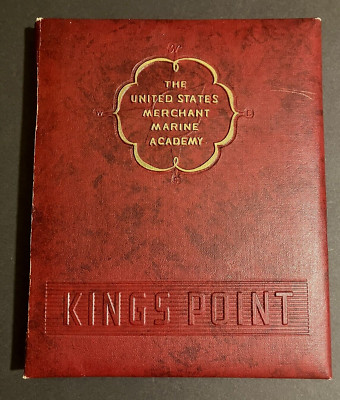 THE
UNITED STATES
MERCHANT
MARINE
ACADEMY
KINGS POINT